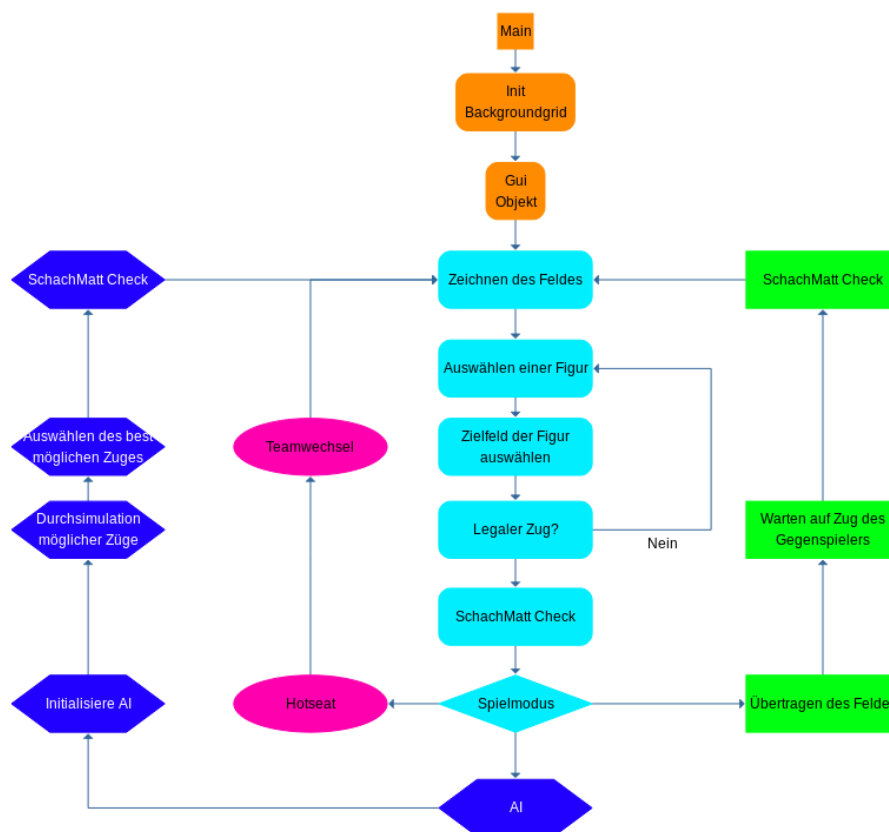 Main
Init
Backgroundgrid
Gui
Objekt
SchachMatt Check
Zeichnen des Feldes
SchachMatt Check
Auswählen einer Figur
Auswählen des best
möglichen Zuges
Teamwechsel
Zielfeld der Figur
auswählen
Durchsimulation
möglicher Züge
Legaler Zug?
Nein
Warten auf Zug des
Gegenspielers
SchachMatt Check
Initialisiere AI
Hotseat
Spielmodus
Übertragen des Felde
AI